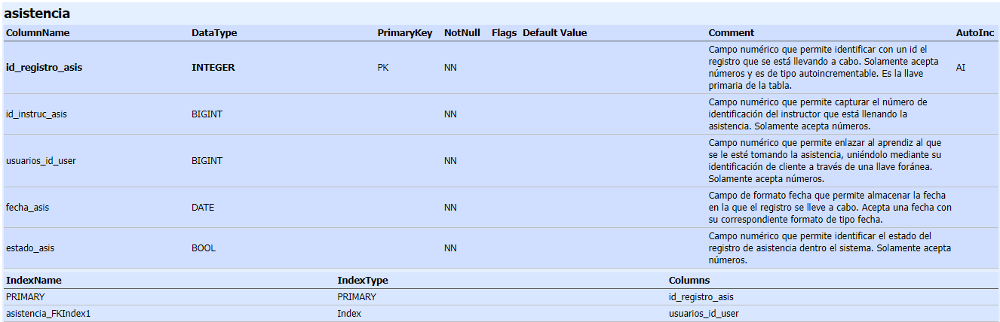 asistencia
ColumnName DataType PrimaryKey NotNull Flags Default Value Comment AutoInc
Campo numérico que permite identificar con un id el
registro que se está llevando a cabo. Solamente acepta
id_registro_asis INTEGER PK NN números y es de tipo autoincrementable. Es la llave AI
primaria de la tabla.
Campo numérico que permite capturar el número de
id_instruc_asis BIGINT NN identificación del instructor que está llenando la
asistencia. Solamente acepta números.
Campo numérico que permite enlazar al aprendiz al que
se le esté tomando la asistencia, uniéndolo mediante su
usuarios_id_user BIGINT NN identificación de cliente a través de una llave foránea.
Solamente acepta números.
Campo de formato fecha que permite almacenar la fecha
fecha_asis DATE NN en la que el registro se lleve a cabo. Acepta una fecha con
su correspondiente formato de tipo fecha.
Campo numérico que permite identificar el estado del
estado_asis BOOL NN registro de asistencia dentro el sistema. Solamente acepta
números.
IndexName IndexType Columns
PRIMARY PRIMARY id_registro_asis
asistencia_FKIndex1 Index usuarios_id_user